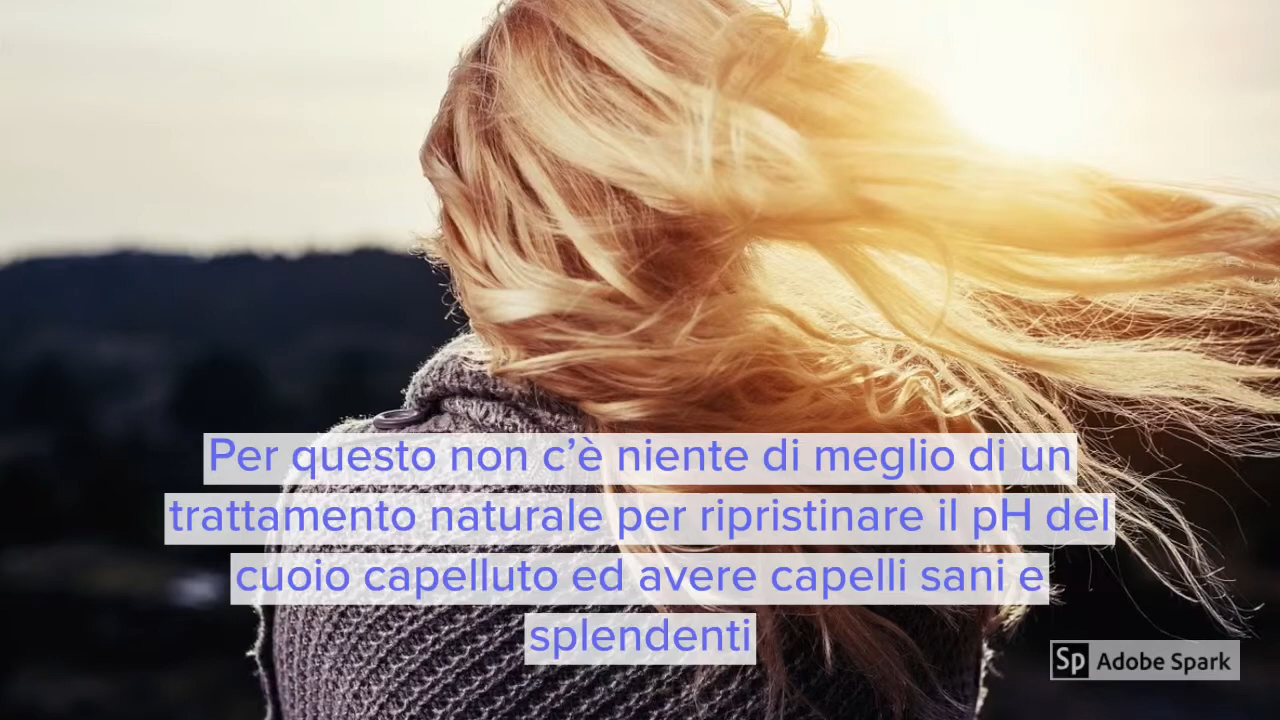 Per questo non c’è niente di meglio di un
trattamento naturale per ripristinare il pH del
cuoio capelluto ed avere capelli sani e
splendenti
Sp Adobe Spark